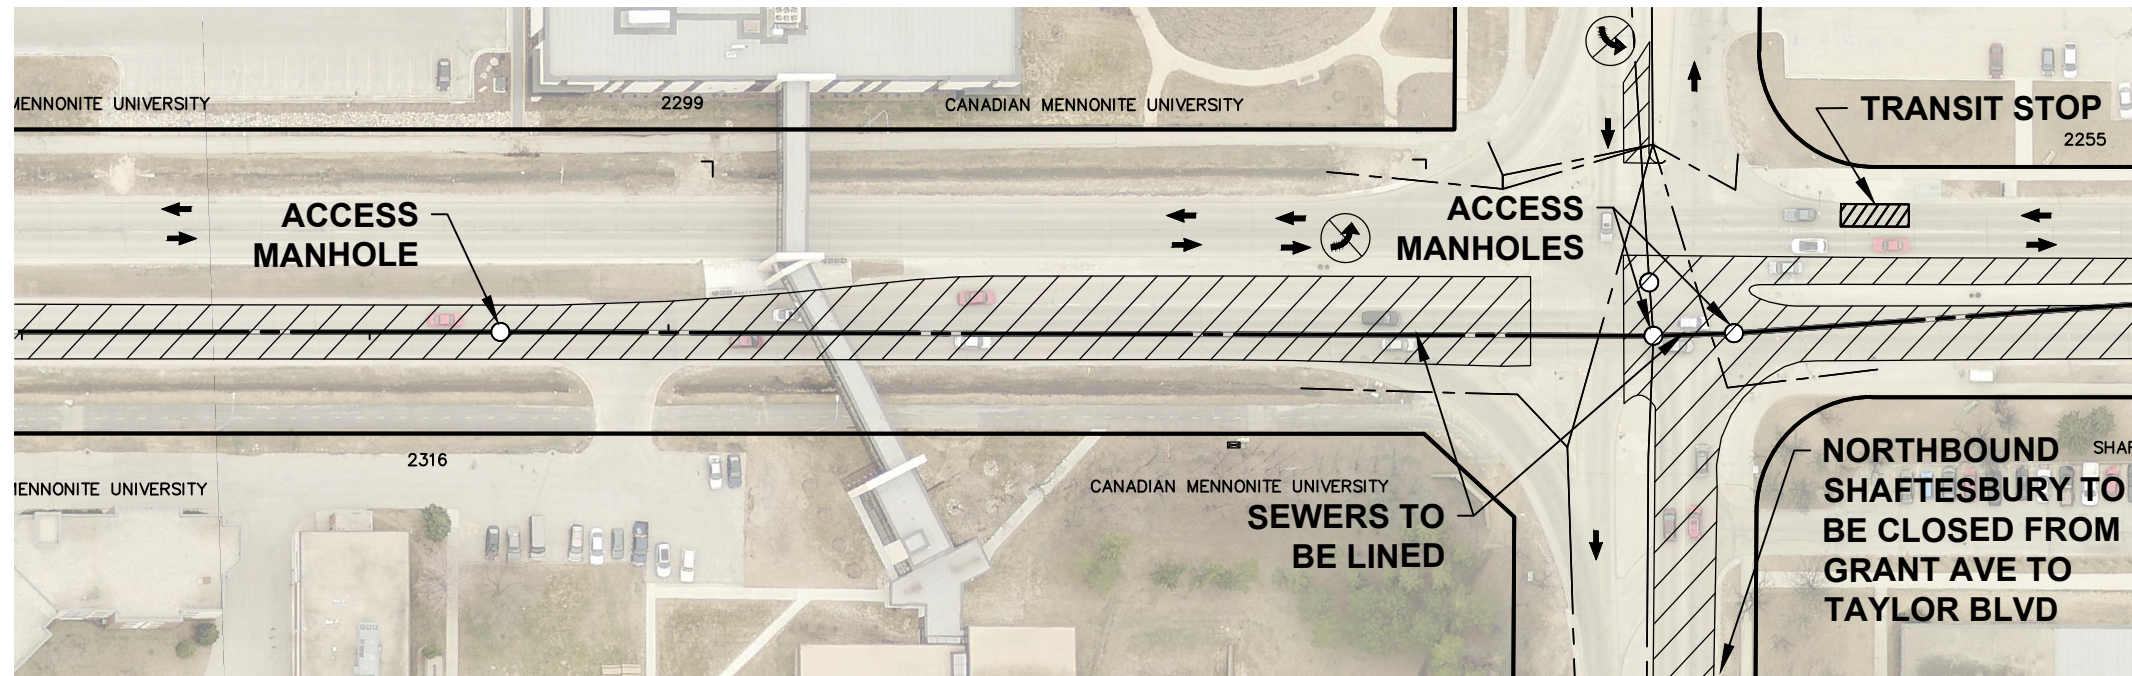 MENNONITE UNIVERSITY
2299
CANADIAN MENNONITE UNIVERSITY
TRANSIT STOP
2255
ACCESS
MANHOLE
ACCESS
MANHOLES
2316
MENNONITE UNIVERSITY
CANADIAN MENNONITE UNIVERSITY
SEWERS TO
BE LINED
NORTHBOUND
SHAFTESBURY TO
BE CLOSED FROM
GRANT AVE TO
TAYLOR BLVD
SHAF